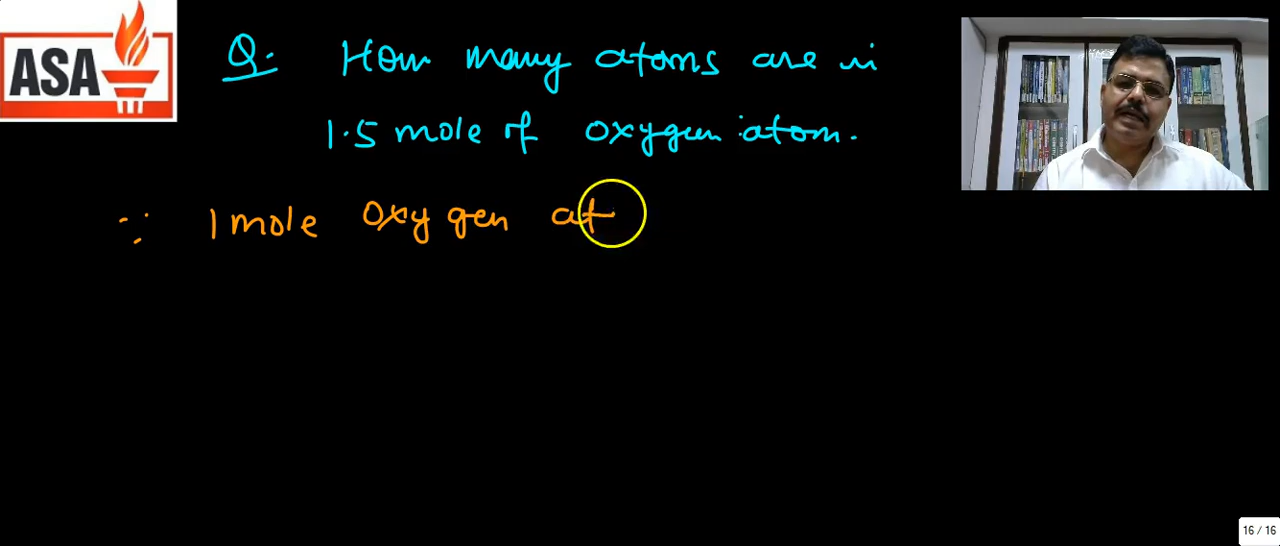 ASA
Q. How many atoms are in
1.5 mole of oxygen atom.
∵ 1 mole oxygen at
16 / 16